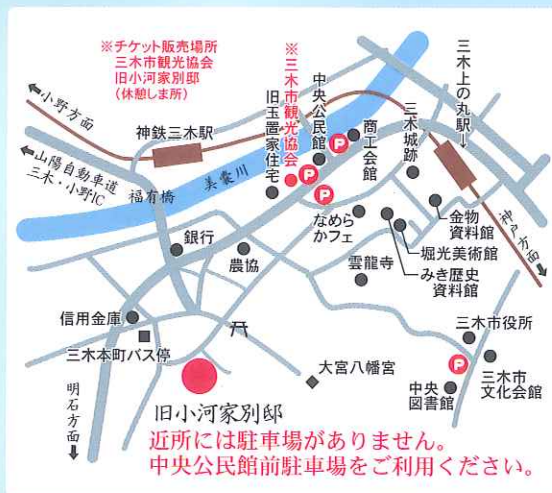 ※チケット販売場所
三木市観光協会
旧小河家別邸
(休憩しま所)
小野方面
山陽自動車道
三木・小野IC
神鉄三木駅
福有橋
美嚢川
旧玉置家住宅
※三木市観光協会
中央公民館
P
商工会館
P
P
三木城跡
三木上の丸駅
神戸方面
なめらかフェ
金物
資料館
堀光美術館
みき歴史
資料館
雲龍寺
銀行
農協
信用金庫
三木本町バス停
明石方面
大宮八幡宮
三木市役所
P
三木市
文化会館
中央
図書館
旧小河家別邸
近所には駐車場がありません。
中央公民館前駐車場をご利用ください。